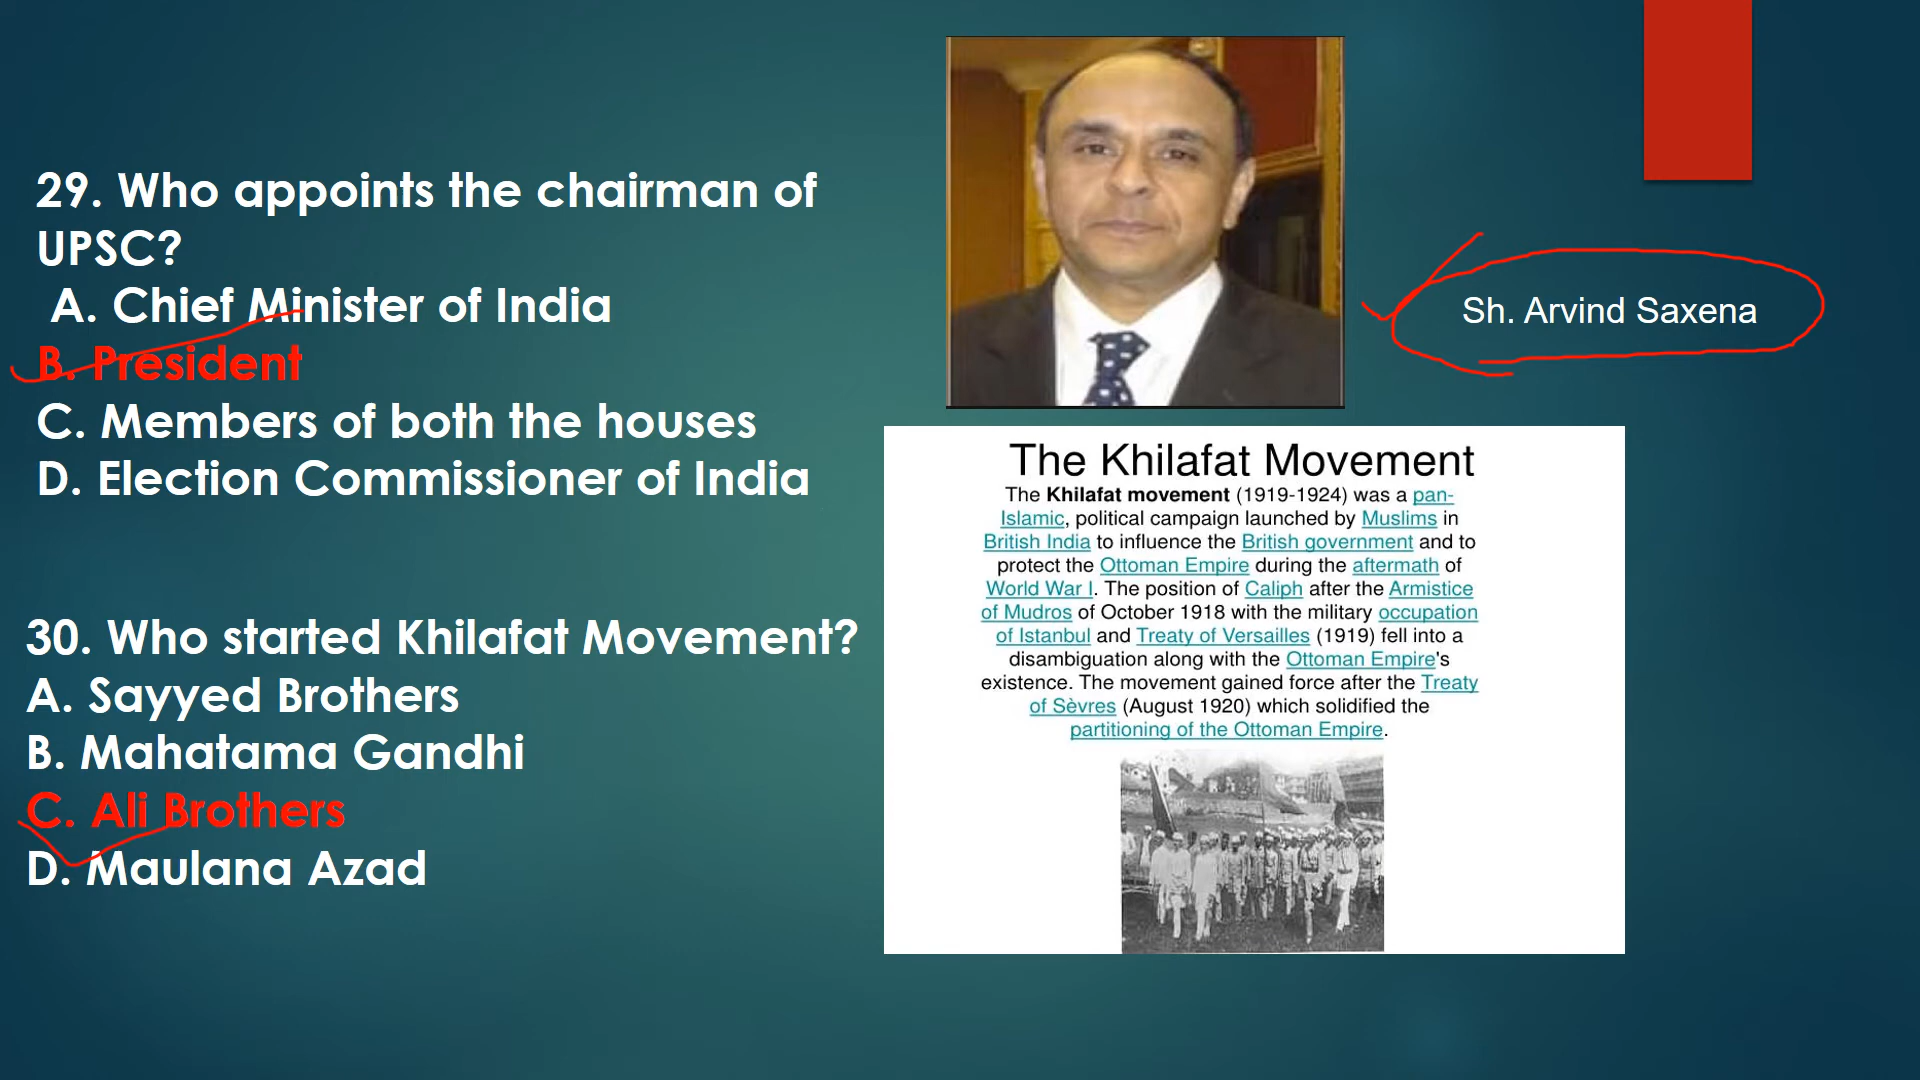 29. Who appoints the chairman of
UPSC?
A. Chief Minister of India
B. President
C. Members of both the houses
D. Election Commissioner of India
30. Who started Khilafat Movement?
A. Sayyed Brothers
B. Mahatama Gandhi
C. Ali Brothers
D. Maulana Azad
Sh. Arvind Saxena
The Khilafat Movement
The Khilafat movement (1919-1924) was a pan-
Islamic, political campaign launched by Muslims in
British India to influence the British government and to
protect the Ottoman Empire during the aftermath of
World War I. The position of Caliph after the Armistice
of Mudros of October 1918 with the military occupation
of Istanbul and Treaty of Versailles (1919) fell into a
disambiguation along with the Ottoman Empire's
existence. The movement gained force after the Treaty
of Sèvres (August 1920) which solidified the
partitioning of the Ottoman Empire.